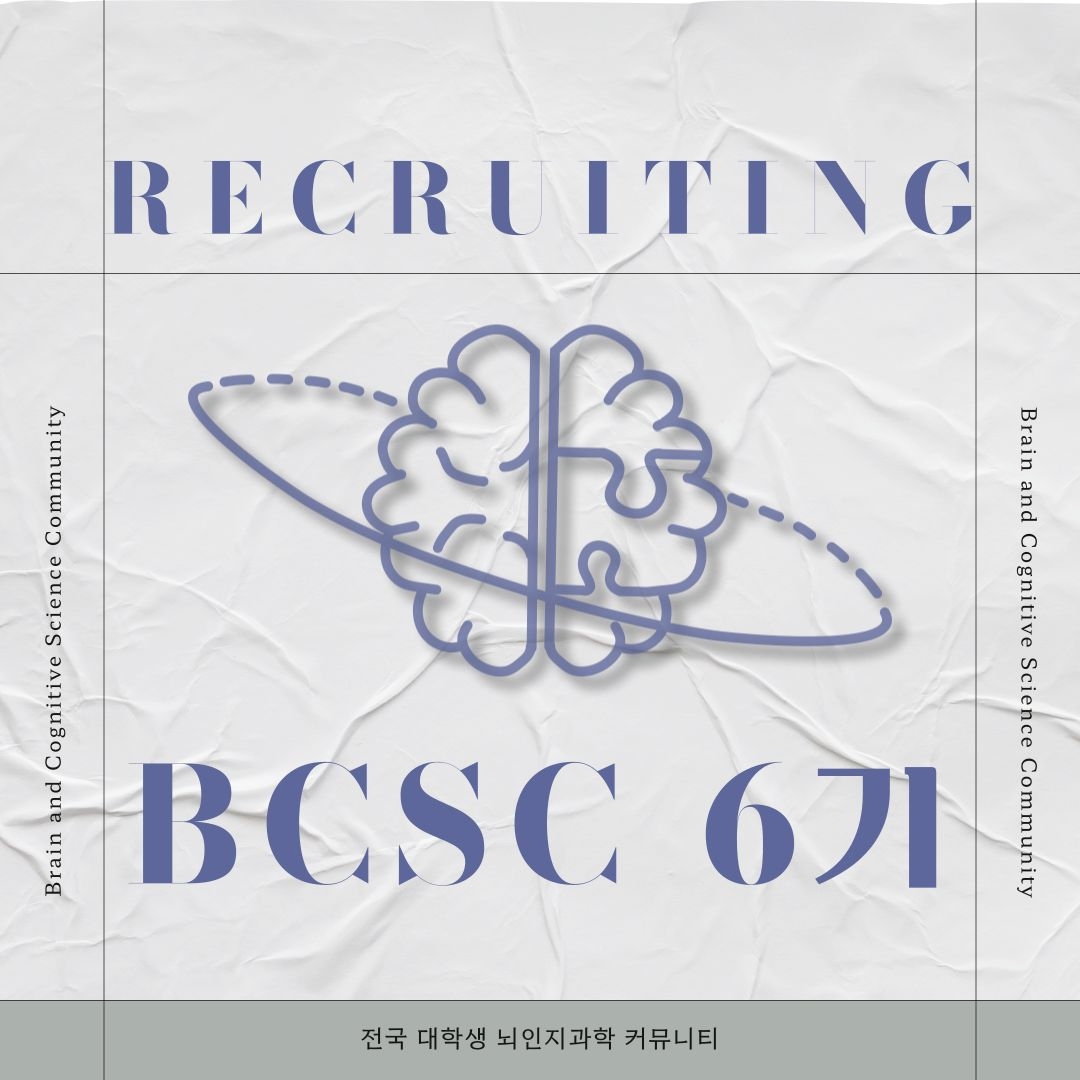 RECRUITING
Brain and Cognitive Science Community
Brain and Cognitive Science Community
BCSC 6기
전국 대학생 뇌인지과학 커뮤니티